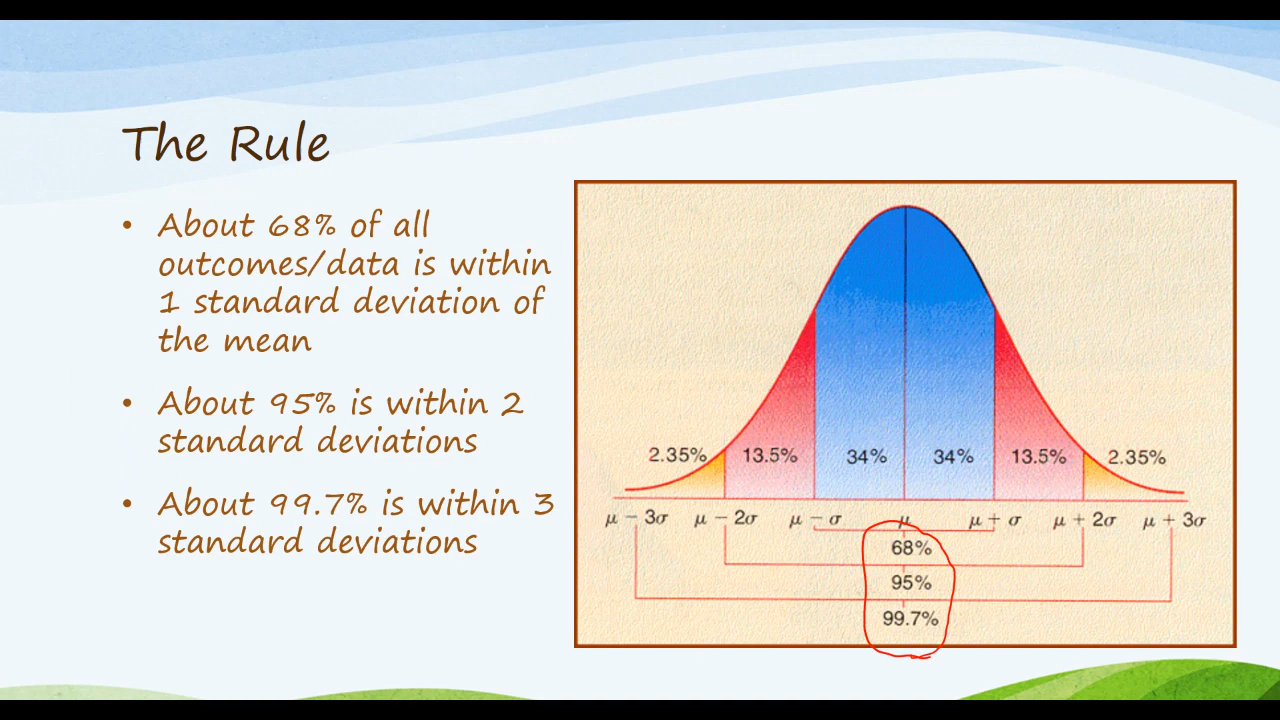 The Rule
• About 68% of all
outcomes/data is within
1 standard deviation of
the mean
• About 95% is within 2
standard deviations
• About 99.7% is within 3
standard deviations
2.35% 13.5% 34% 34% 13.5% 2.35%
μ − 3σ μ − 2σ μ − σ μ μ + σ μ + 2σ μ + 3σ
68%
95%
99.7%